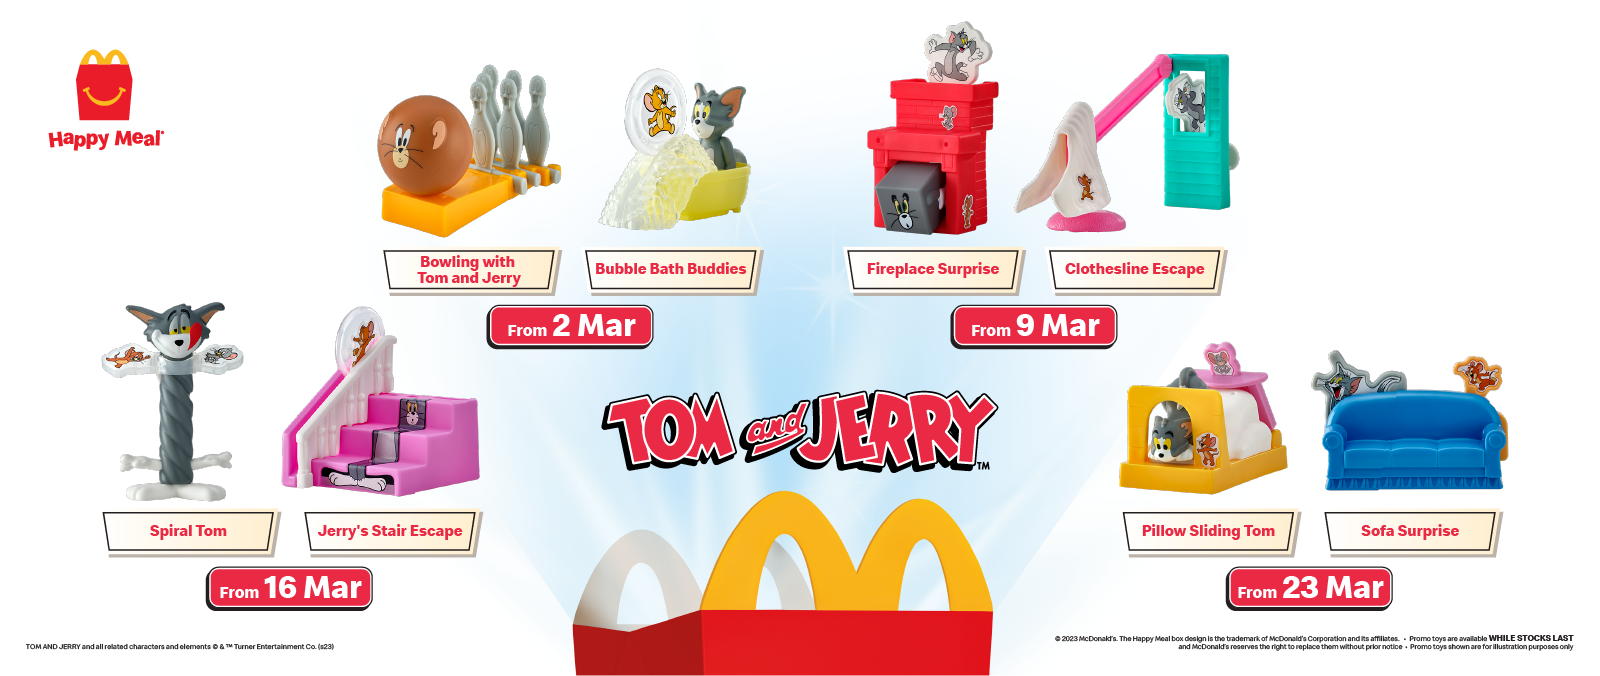 Happy Meal
Bowling with
Tom and Jerry
Bubble Bath Buddies
From 2 Mar
Fireplace Surprise
Clothesline Escape
From 9 Mar
TOM and JERRY™
Spiral Tom
Jerry's Stair Escape
From 16 Mar
Pillow Sliding Tom
Sofa Surprise
From 23 Mar
TOM AND JERRY and all related characters and elements © & ™ Turner Entertainment Co. (s23)
© 2023 McDonald's. The Happy Meal box design is the trademark of McDonald's Corporation and its affiliates. • Promo toys are available WHILE STOCKS LAST
and McDonald's reserves the right to replace them without prior notice • Promo toys shown are for illustration purposes only